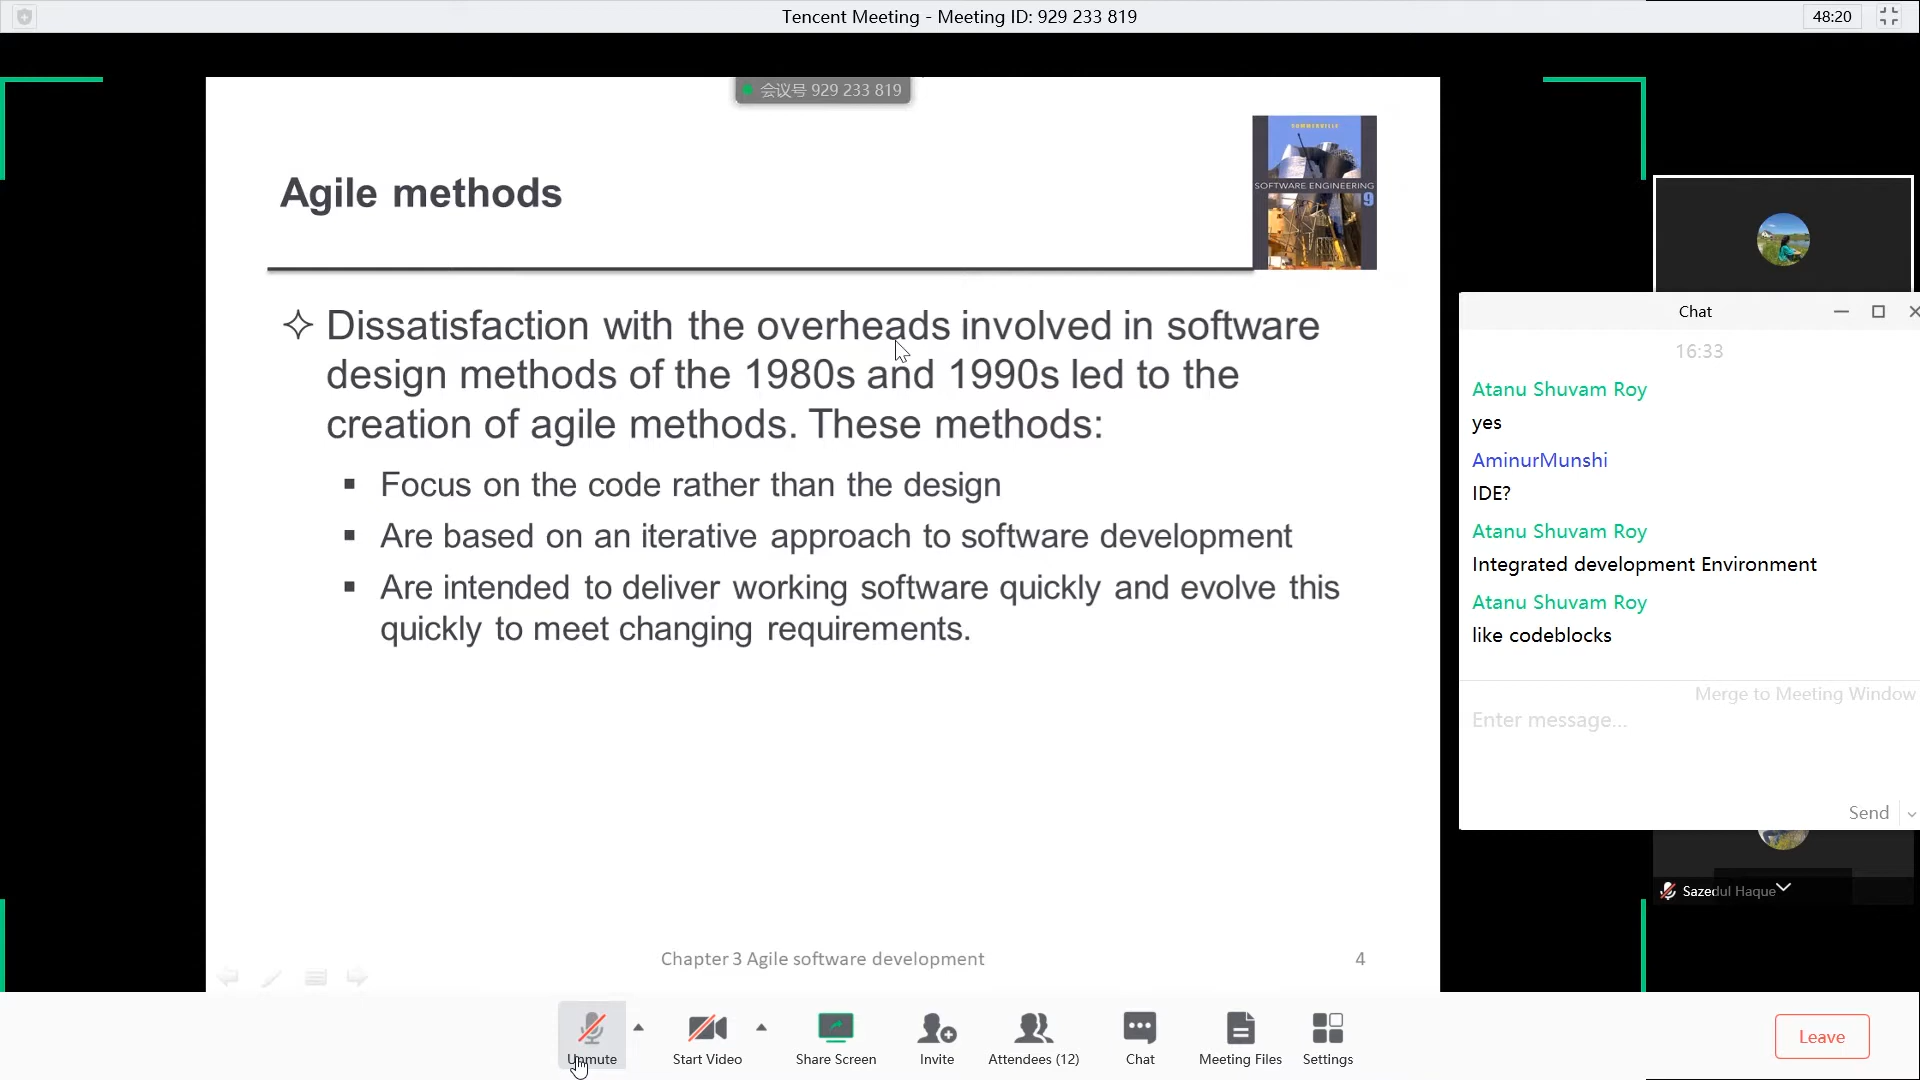 Tencent Meeting - Meeting ID: 929 233 819
48:20
会议号 929 233 819
Agile methods
SOMMERVILLE
SOFTWARE ENGINEERING
9
Dissatisfaction with the overheads involved in software
design methods of the 1980s and 1990s led to the
creation of agile methods. These methods:
Focus on the code rather than the design
Are based on an iterative approach to software development
Are intended to deliver working software quickly and evolve this
quickly to meet changing requirements.
Chapter 3 Agile software development
4
Chat
16:33
Atanu Shuvam Roy
yes
AminurMunshi
IDE?
Atanu Shuvam Roy
Integrated development Environment
Atanu Shuvam Roy
like codeblocks
Merge to Meeting Window
Enter message...
Send
Sazedul Haque
Unmute
Start Video
Share Screen
Invite
Attendees (12)
Chat
Meeting Files
Settings
Leave